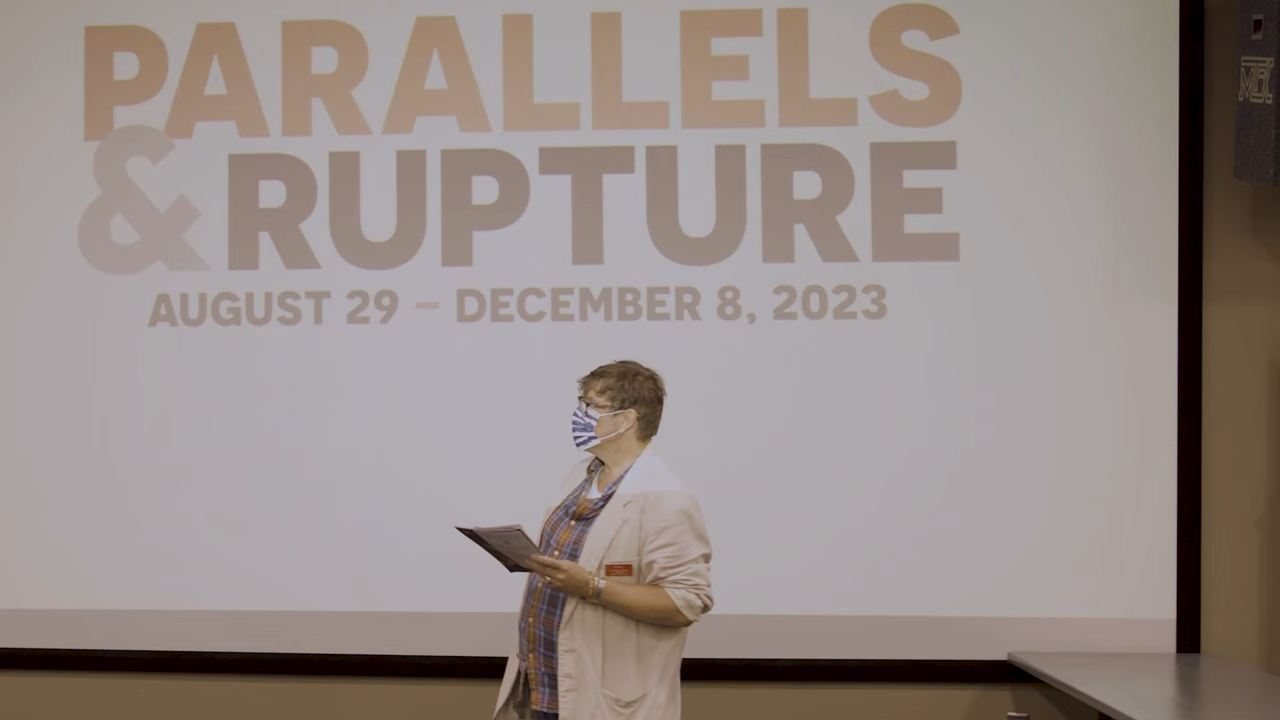 PARALLELS
& RUPTURE
AUGUST 29 – DECEMBER 8, 2023